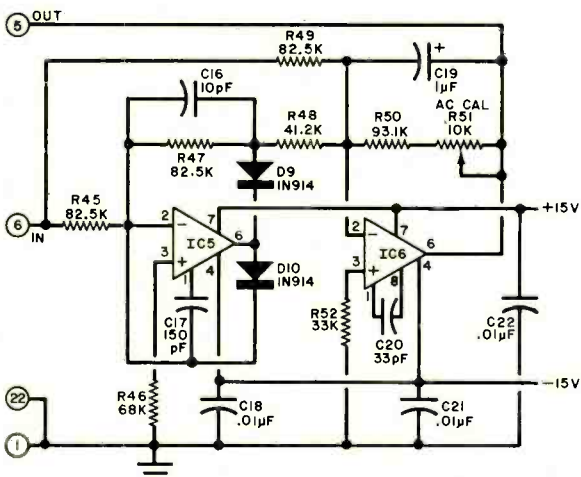 5 OUT
R49
82.5K
C16
10pF
+
C19
1µF
AC CAL
R51
10K
R48
41.2K
R50
93.1K
R47
82.5K
D9
IN914
R45
82.5K
6
IN
2 − 7
IC5 6
3 + 4
1
D10
IN914
+15V
2 − 7
IC6 6
3 + 4
1 8
C17
150
pF
R52
33K
C20
33pF
C22
.01µF
R46
68K
−15V
C18
.01µF
C21
.01µF
22
1